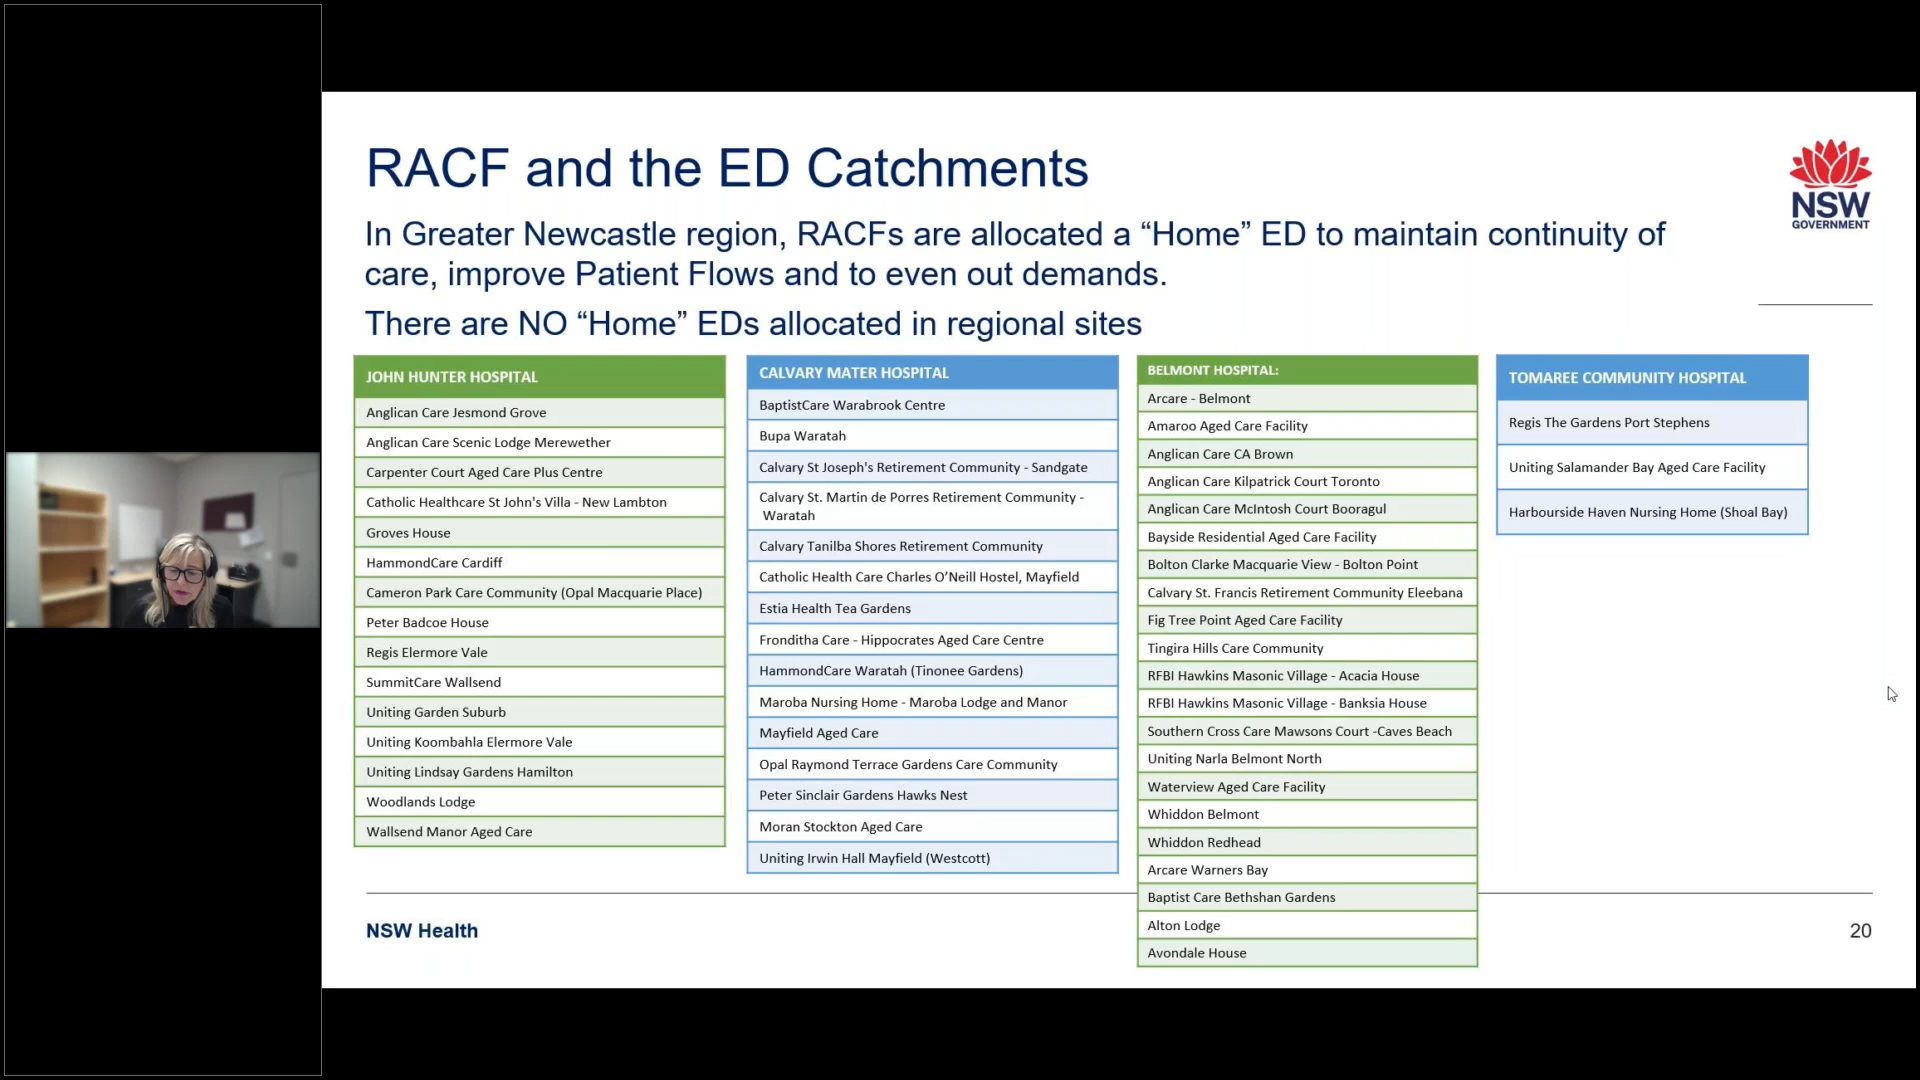 RACF and the ED Catchments
NSW
GOVERNMENT
In Greater Newcastle region, RACFs are allocated a “Home” ED to maintain continuity of
care, improve Patient Flows and to even out demands.
There are NO “Home” EDs allocated in regional sites
JOHN HUNTER HOSPITAL
Anglican Care Jesmond Grove
Anglican Care Scenic Lodge Merewether
Carpenter Court Aged Care Plus Centre
Catholic Healthcare St John's Villa - New Lambton
Groves House
HammondCare Cardiff
Cameron Park Care Community (Opal Macquarie Place)
Peter Badcoe House
Regis Elermore Vale
SummitCare Wallsend
Uniting Garden Suburb
Uniting Koombahla Elermore Vale
Uniting Lindsay Gardens Hamilton
Woodlands Lodge
Wallsend Manor Aged Care
CALVARY MATER HOSPITAL
BaptistCare Warabrook Centre
Bupa Waratah
Calvary St Joseph's Retirement Community - Sandgate
Calvary St. Martin de Porres Retirement Community -
Waratah
Calvary Tanilba Shores Retirement Community
Catholic Health Care Charles O’Neill Hostel, Mayfield
Estia Health Tea Gardens
Fronditha Care - Hippocrates Aged Care Centre
HammondCare Waratah (Tinonee Gardens)
Maroba Nursing Home - Maroba Lodge and Manor
Mayfield Aged Care
Opal Raymond Terrace Gardens Care Community
Peter Sinclair Gardens Hawks Nest
Moran Stockton Aged Care
Uniting Irwin Hall Mayfield (Westcott)
BELMONT HOSPITAL:
Arcare - Belmont
Amaroo Aged Care Facility
Anglican Care CA Brown
Anglican Care Kilpatrick Court Toronto
Anglican Care McIntosh Court Booragul
Bayside Residential Aged Care Facility
Bolton Clarke Macquarie View - Bolton Point
Calvary St. Francis Retirement Community Eleebana
Fig Tree Point Aged Care Facility
Tingira Hills Care Community
RFBI Hawkins Masonic Village - Acacia House
RFBI Hawkins Masonic Village - Banksia House
Southern Cross Care Mawsons Court -Caves Beach
Uniting Narla Belmont North
Waterview Aged Care Facility
Whiddon Belmont
Whiddon Redhead
Arcare Warners Bay
Baptist Care Bethshan Gardens
Alton Lodge
Avondale House
TOMAREE COMMUNITY HOSPITAL
Regis The Gardens Port Stephens
Uniting Salamander Bay Aged Care Facility
Harbourside Haven Nursing Home (Shoal Bay)
NSW Health
20